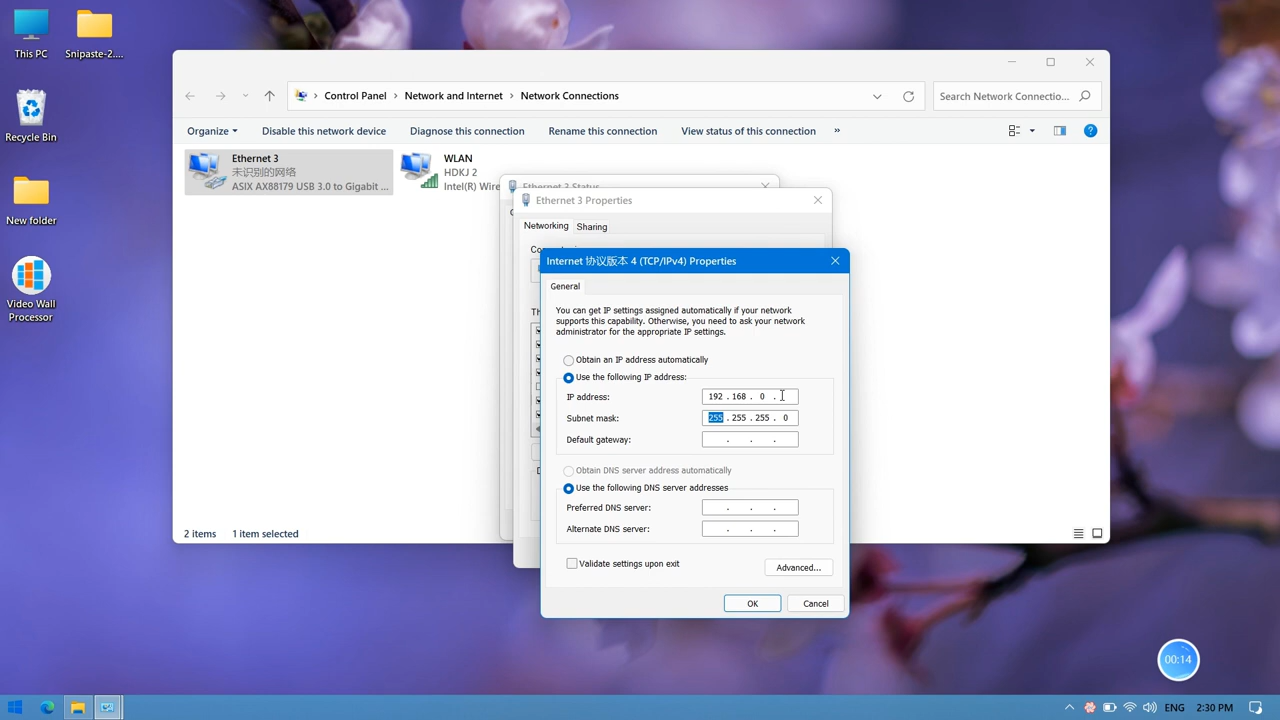 This PC
Snipaste-2....
Recycle Bin
New folder
Video Wall
Processor
Control Panel
Network and Internet
Network Connections
Search Network Connectio...
Organize
Disable this network device
Diagnose this connection
Rename this connection
View status of this connection
»
Ethernet 3
未识别的网络
ASIX AX88179 USB 3.0 to Gigabit ...
WLAN
HDKJ 2
Intel(R) Wire
Ethernet 3 Status
Ethernet 3 Properties
Networking
Sharing
Internet 协议版本 4 (TCP/IPv4) Properties
General
You can get IP settings assigned automatically if your network
supports this capability. Otherwise, you need to ask your network
administrator for the appropriate IP settings.
Obtain an IP address automatically
Use the following IP address:
IP address: 192 . 168 . 0 .
Subnet mask: 255 . 255 . 255 . 0
Default gateway: . . .
Obtain DNS server address automatically
Use the following DNS server addresses
Preferred DNS server: . . .
Alternate DNS server: . . .
Validate settings upon exit
Advanced...
OK
Cancel
2 items
1 item selected
00:14
ENG
2:30 PM